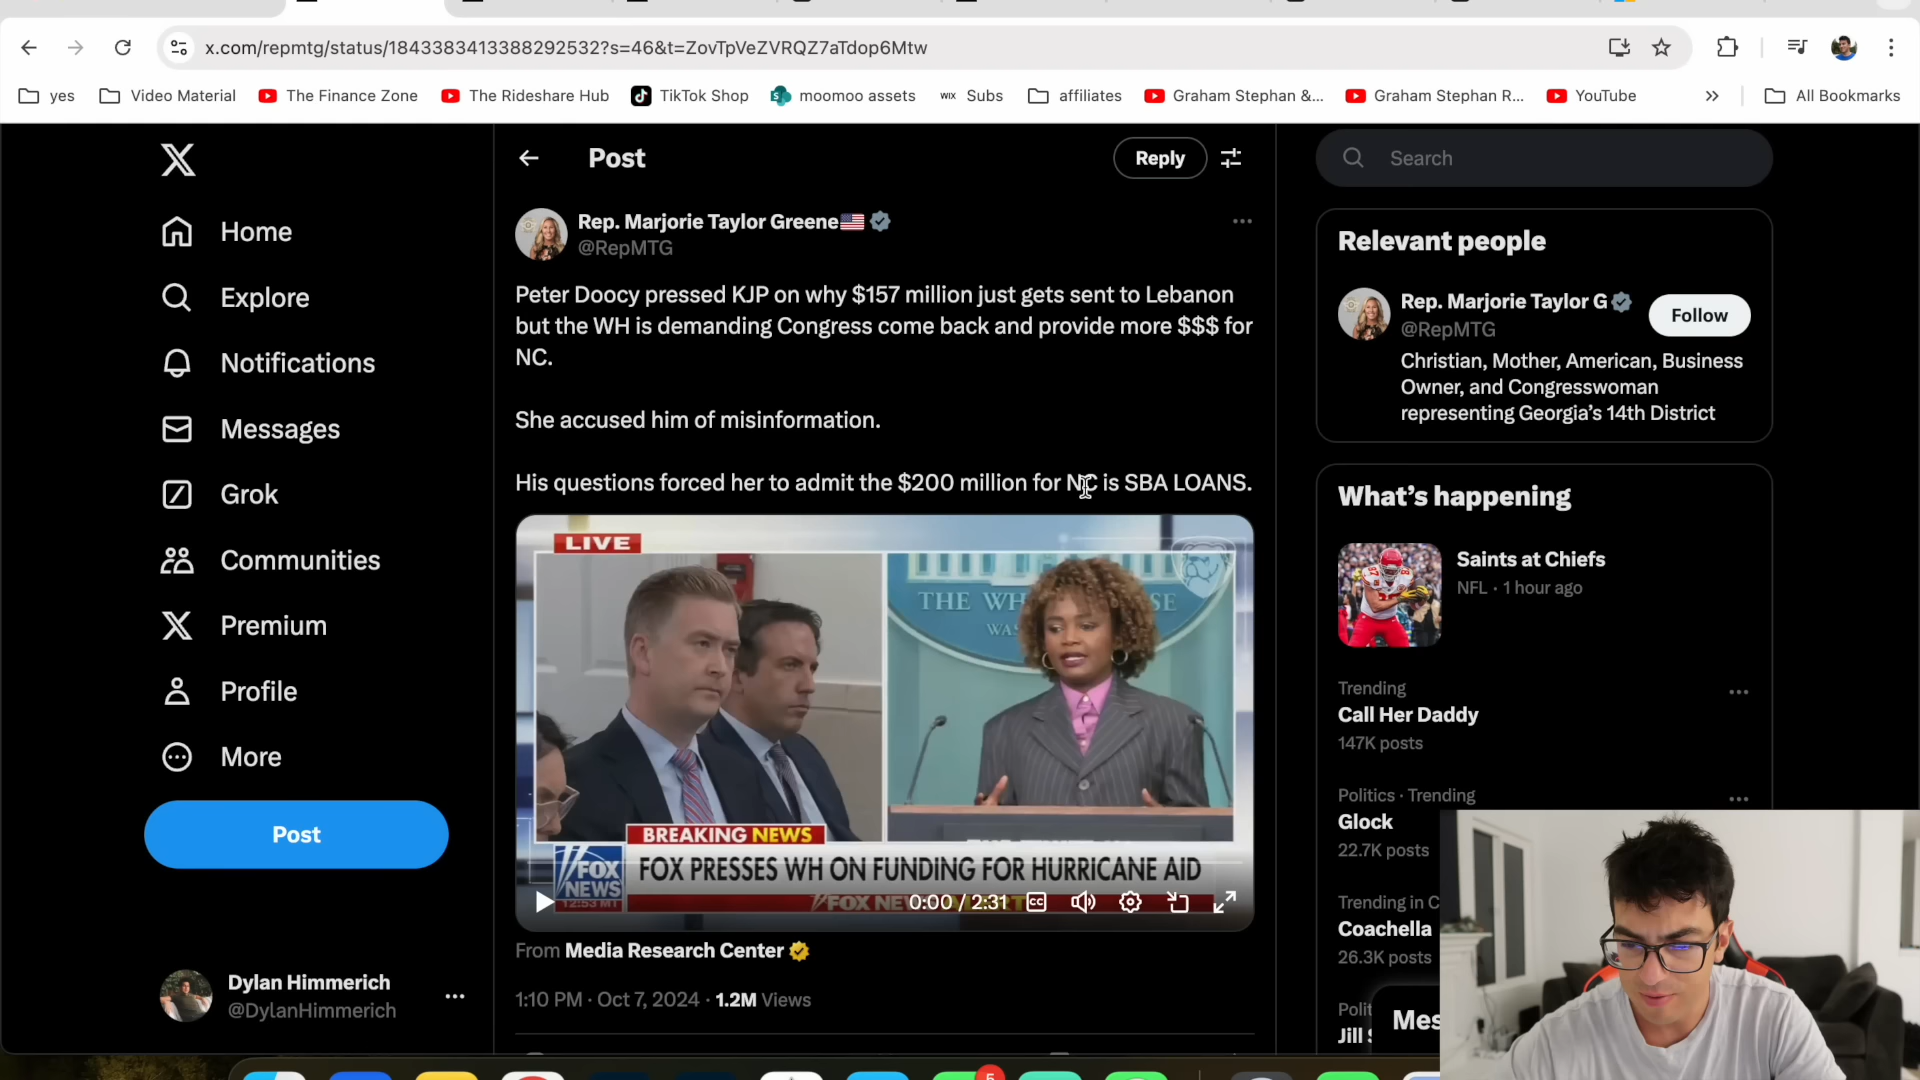 x.com/repmtg/status/1843383413388292532?s=46&t=ZovTpVeZVRQZ7aTdop6Mtw
yes
Video Material
The Finance Zone
The Rideshare Hub
TikTok Shop
moomoo assets
WIX Subs
affiliates
Graham Stephan &...
Graham Stephan R...
YouTube
All Bookmarks
Home
Explore
Notifications
Messages
Grok
Communities
Premium
Profile
More
Post
Dylan Himmerich
@DylanHimmerich
Post
Reply
Rep. Marjorie Taylor Greene
@RepMTG
Peter Doocy pressed KJP on why $157 million just gets sent to Lebanon
but the WH is demanding Congress come back and provide more $$$ for
NC.
She accused him of misinformation.
His questions forced her to admit the $200 million for NC is SBA LOANS.
LIVE
BREAKING NEWS
FOX NEWS
FOX PRESSES WH ON FUNDING FOR HURRICANE AID
0:00 / 2:31
From Media Research Center
1:10 PM · Oct 7, 2024 · 1.2M Views
Search
Relevant people
Rep. Marjorie Taylor G
@RepMTG
Follow
Christian, Mother, American, Business
Owner, and Congresswoman
representing Georgia's 14th District
What's happening
Saints at Chiefs
NFL · 1 hour ago
Trending
Call Her Daddy
147K posts
Politics · Trending
Glock
22.7K posts
Trending in C
Coachella
26.3K posts
Polit
Jill
Mes
5